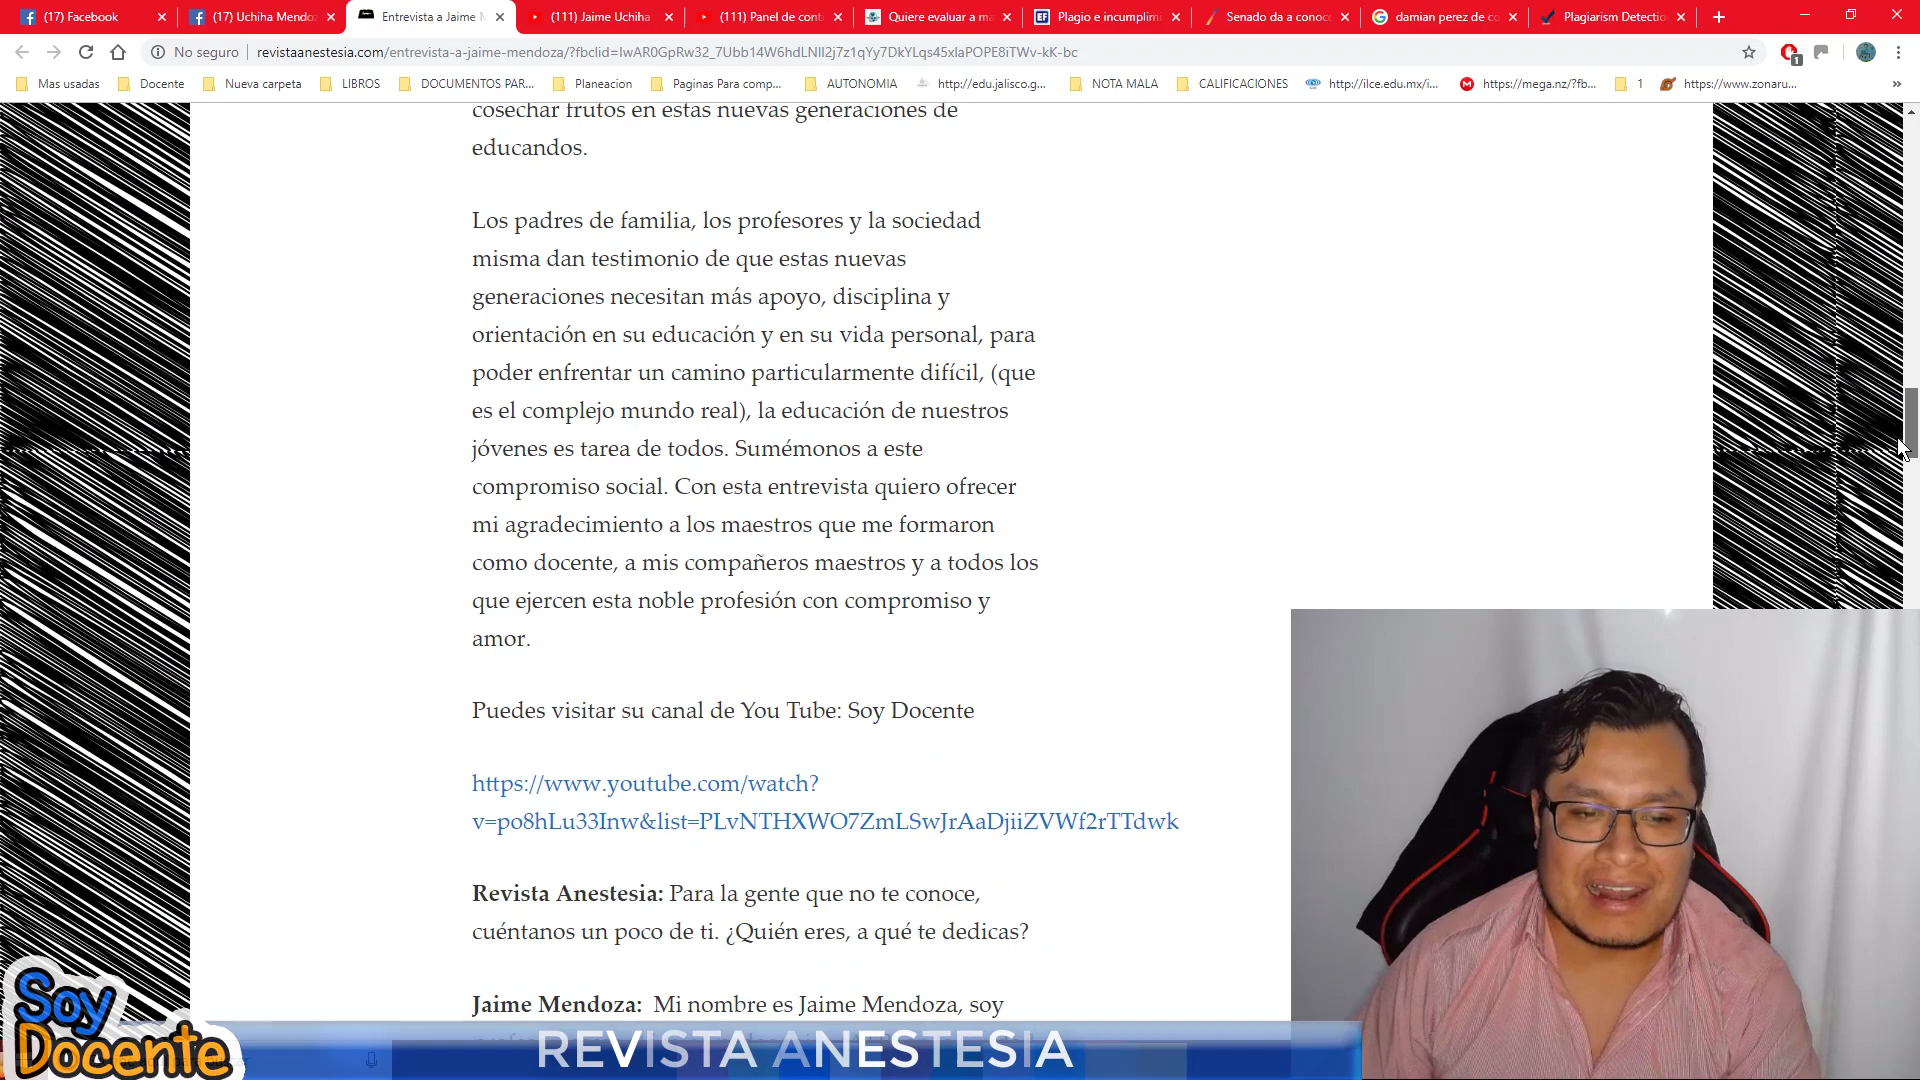 (17) Facebook
(17) Uchiha Mendoz
Entrevista a Jaime M
(111) Jaime Uchiha
(111) Panel de cont
Quiere evaluar a ma
Plagio e incumplimi
Senado da a conoce
damian perez de co
Plagiarism Detectio
No seguro
revistaanestesia.com/entrevista-a-jaime-mendoza/?fbclid=IwAR0GpRw32_7Ubb14W6hdLNIl2j7z1qYy7DkYLqs45xlaPOPE8iTWv-kK-bc
1
Mas usadas
Docente
Nueva carpeta
LIBROS
DOCUMENTOS PAR...
Planeacion
Paginas Para comp...
AUTONOMIA
http://edu.jalisco.g...
NOTA MALA
CALIFICACIONES
http://ilce.edu.mx/i...
https://mega.nz/?fb...
1
https://www.zonaru...
»
cosechar frutos en estas nuevas generaciones de
educandos.
Los padres de familia, los profesores y la sociedad
misma dan testimonio de que estas nuevas
generaciones necesitan más apoyo, disciplina y
orientación en su educación y en su vida personal, para
poder enfrentar un camino particularmente difícil, (que
es el complejo mundo real), la educación de nuestros
jóvenes es tarea de todos. Sumémonos a este
compromiso social. Con esta entrevista quiero ofrecer
mi agradecimiento a los maestros que me formaron
como docente, a mis compañeros maestros y a todos los
que ejercen esta noble profesión con compromiso y
amor.
Puedes visitar su canal de You Tube: Soy Docente
https://www.youtube.com/watch?
v=po8hLu33Inw&list=PLvNTHXWO7ZmLSwJrAaDjiiZVWf2rTTdwk
Revista Anestesia: Para la gente que no te conoce,
cuéntanos un poco de ti. ¿Quién eres, a qué te dedicas?
Jaime Mendoza: Mi nombre es Jaime Mendoza, soy
Soy
Docente
REVISTA ANESTESIA